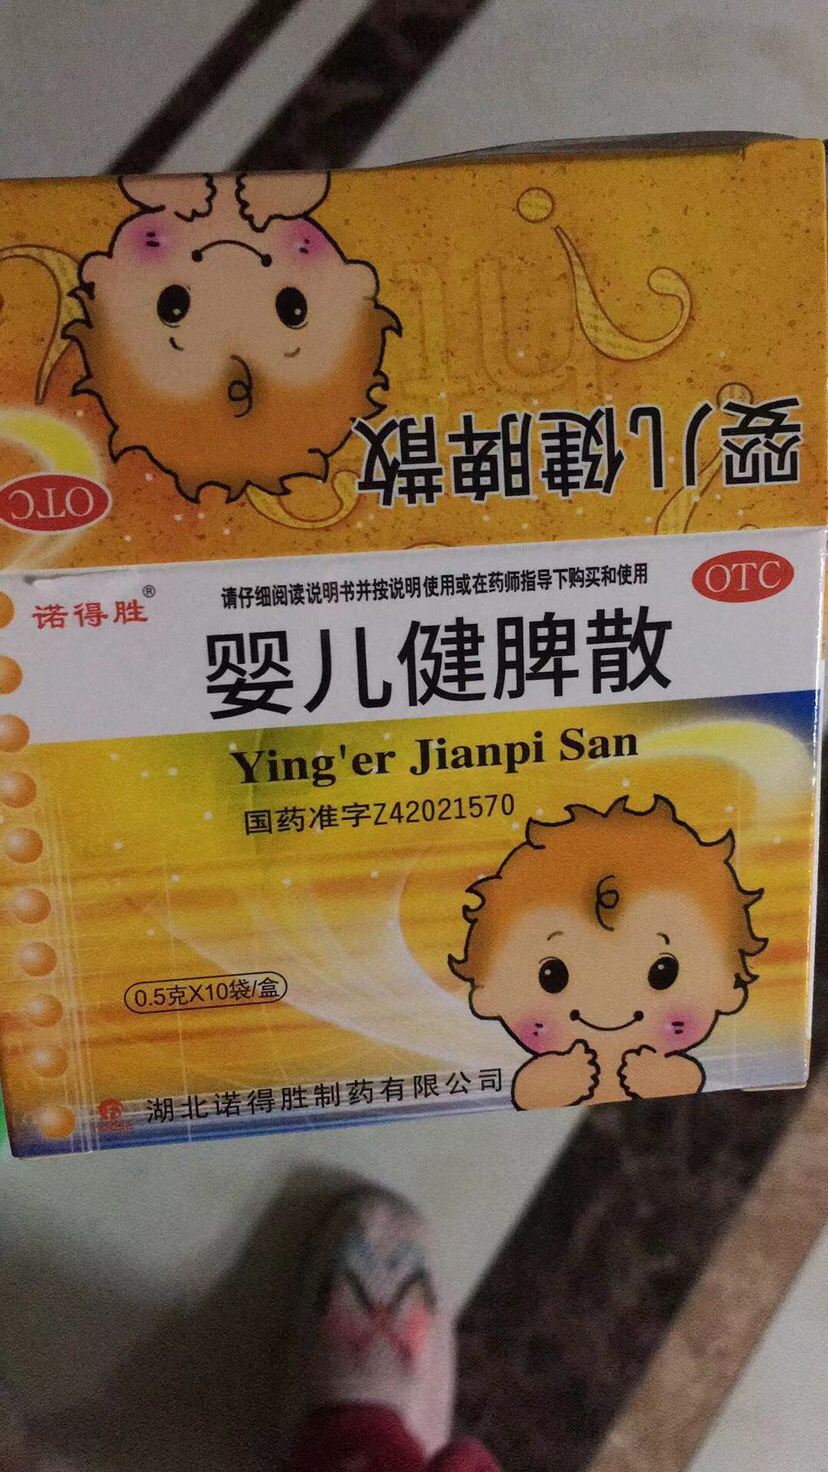 婴儿健脾散
OTC
诺得胜®
请仔细阅读说明书并按说明使用或在药师指导下购买和使用
OTC
婴儿健脾散
Ying'er Jianpi San
国药准字Z42021570
0.5克X10袋/盒
湖北诺得胜制药有限公司